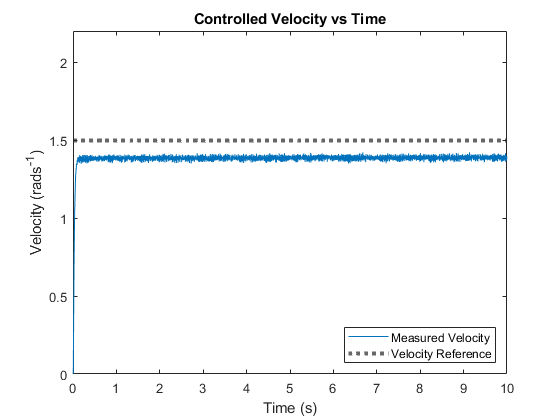 Controlled Velocity vs Time
2
1.5
1
0.5
0
Velocity (rads⁻¹)
0 1 2 3 4 5 6 7 8 9 10
Time (s)
Measured Velocity
Velocity Reference